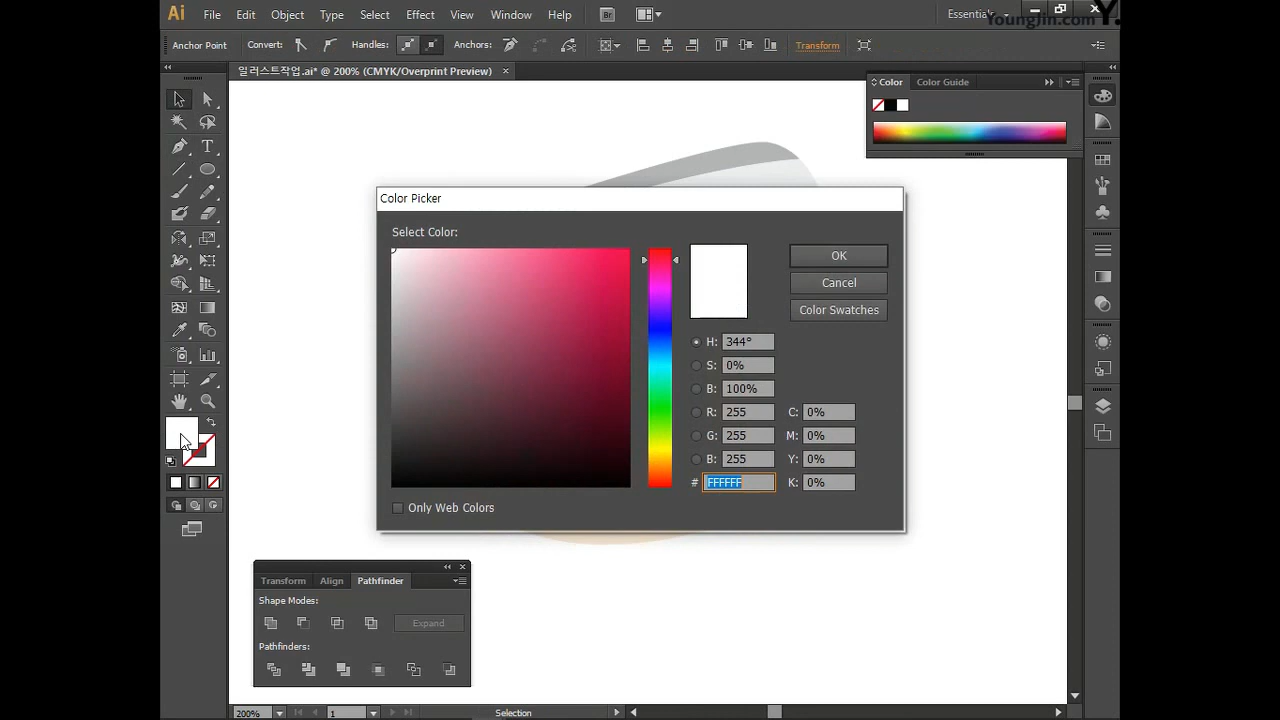 Ai File Edit Object Type Select Effect View Window Help Br Essentials
YoungJin.com Y.
Anchor Point Convert: Handles: Anchors: Transform
일러스트작업.ai* @ 200% (CMYK/Overprint Preview) ×
Color Color Guide
Color Picker
Select Color:
OK
Cancel
Color Swatches
H: 344°
S: 0%
B: 100%
R: 255 C: 0%
G: 255 M: 0%
B: 255 Y: 0%
# FFFFFF K: 0%
Only Web Colors
Transform Align Pathfinder
Shape Modes:
Expand
Pathfinders:
200% 1 Selection